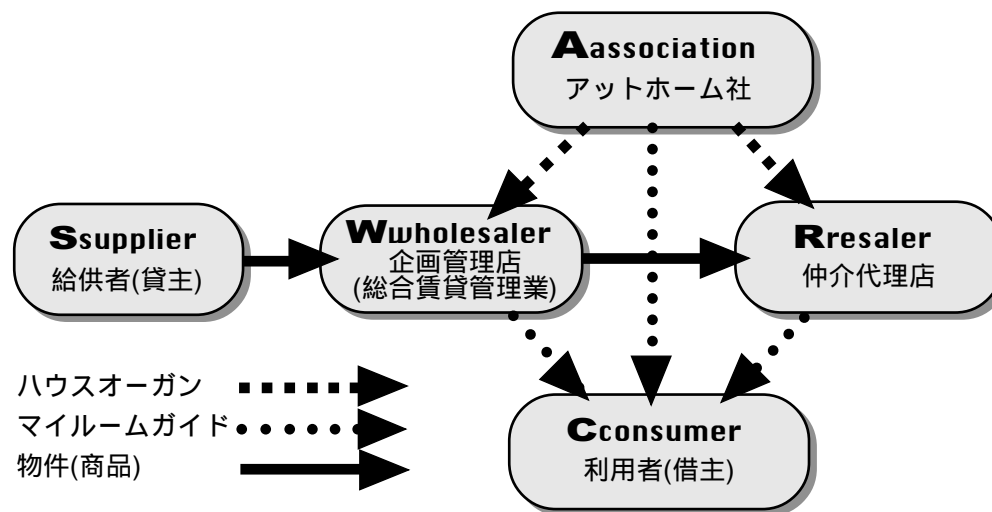 Aassociation
アットホーム社
Ssupplier
給供者(貸主)
Wwholesaler
企画管理店
(総合賃貸管理業)
Rresaler
仲介代理店
ハウスオーガン
マイルームガイド
物件(商品)
Cconsumer
利用者(借主)